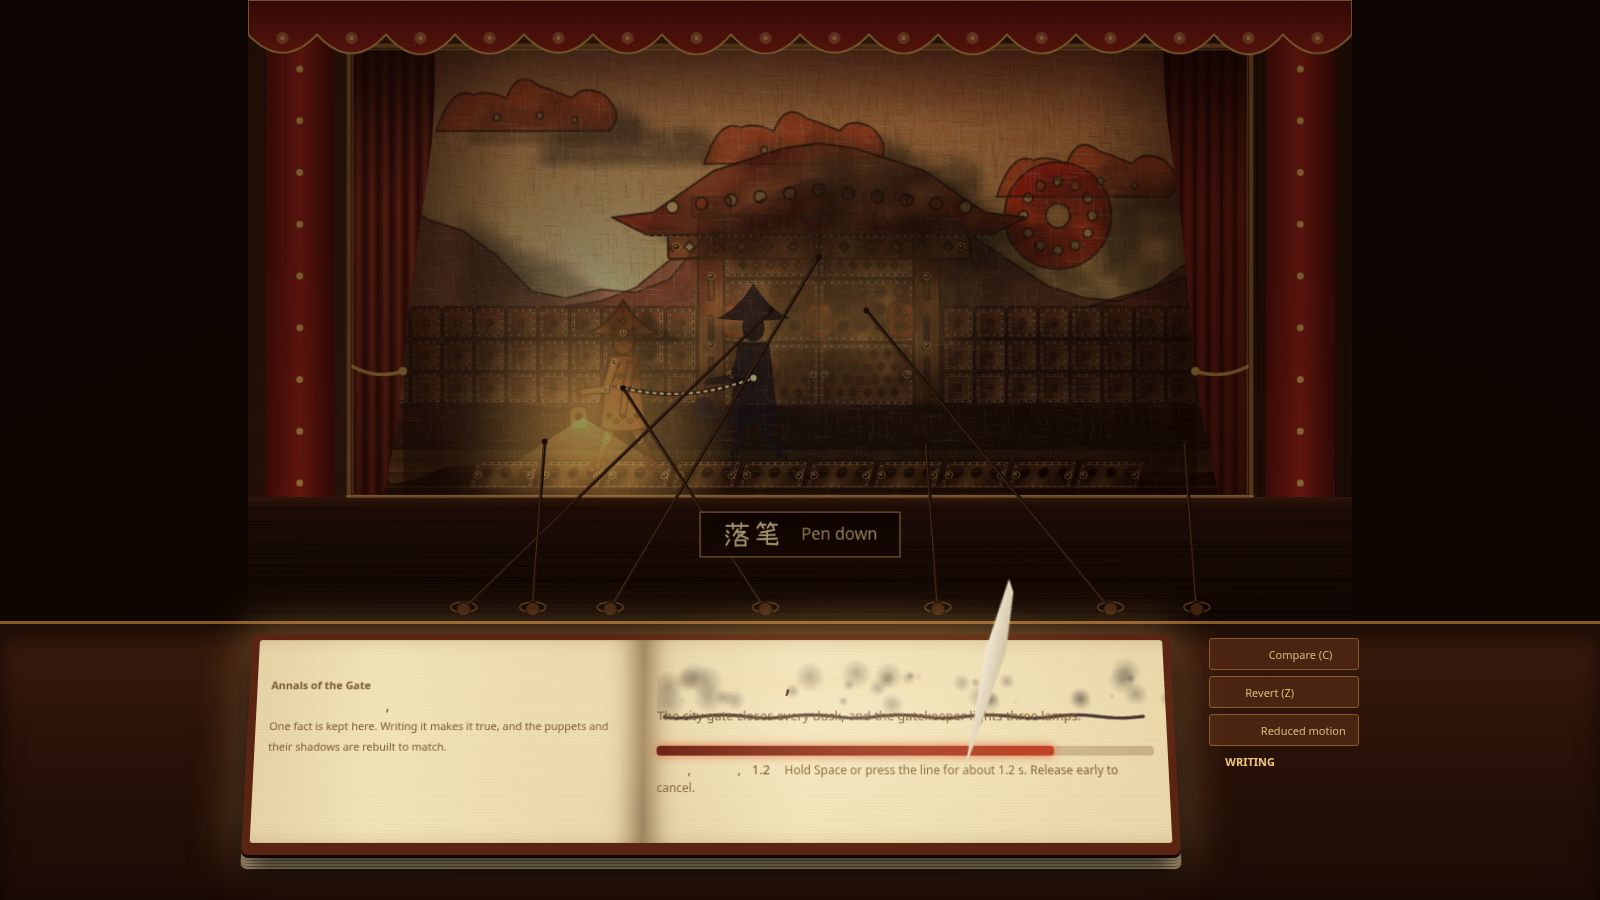 落笔 Pen down
Annals of the Gate
,
One fact is kept here. Writing it makes it true, and the puppets and
their shadows are rebuilt to match.
,
The city gate closes every dusk, and the gatekeeper lights three lamps.
, , 1.2 Hold Space or press the line for about 1.2 s. Release early to
cancel.
Compare (C)
Revert (Z)
Reduced motion
WRITING